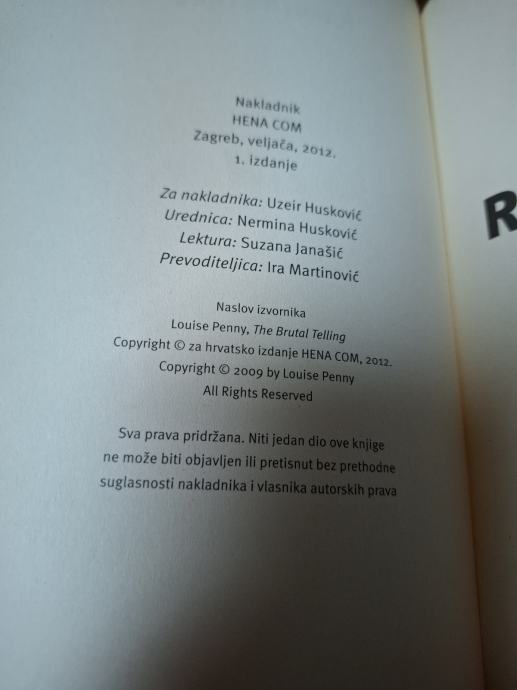 Nakladnik
HENA COM
Zagreb, veljača, 2012.
1. izdanje
Za nakladnika: Uzeir Husković
Urednica: Nermina Husković
Lektura: Suzana Janašić
Prevoditeljica: Ira Martinović
Naslov izvornika
Louise Penny, The Brutal Telling
Copyright © za hrvatsko izdanje HENA COM, 2012.
Copyright © 2009 by Louise Penny
All Rights Reserved
Sva prava pridržana. Niti jedan dio ove knjige
ne može biti objavljen ili pretisnut bez prethodne
suglasnosti nakladnika i vlasnika autorskih prava